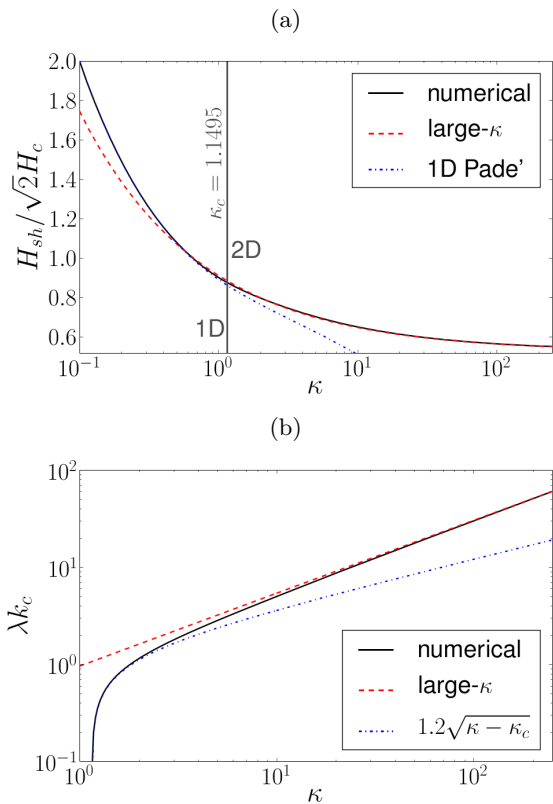 (a)
2.0
1.8
1.6
1.4
1.2
1.0
0.8
0.6
H_{sh}/√2H_c
κ_c = 1.1495
2D
1D
numerical
large-κ
1D Pade'
10^{-1}
10^0
10^1
10^2
κ
(b)
10^2
10^1
10^0
10^{-1}
λk_c
numerical
large-κ
1.2√(κ − κ_c)
10^0
10^1
10^2
κ